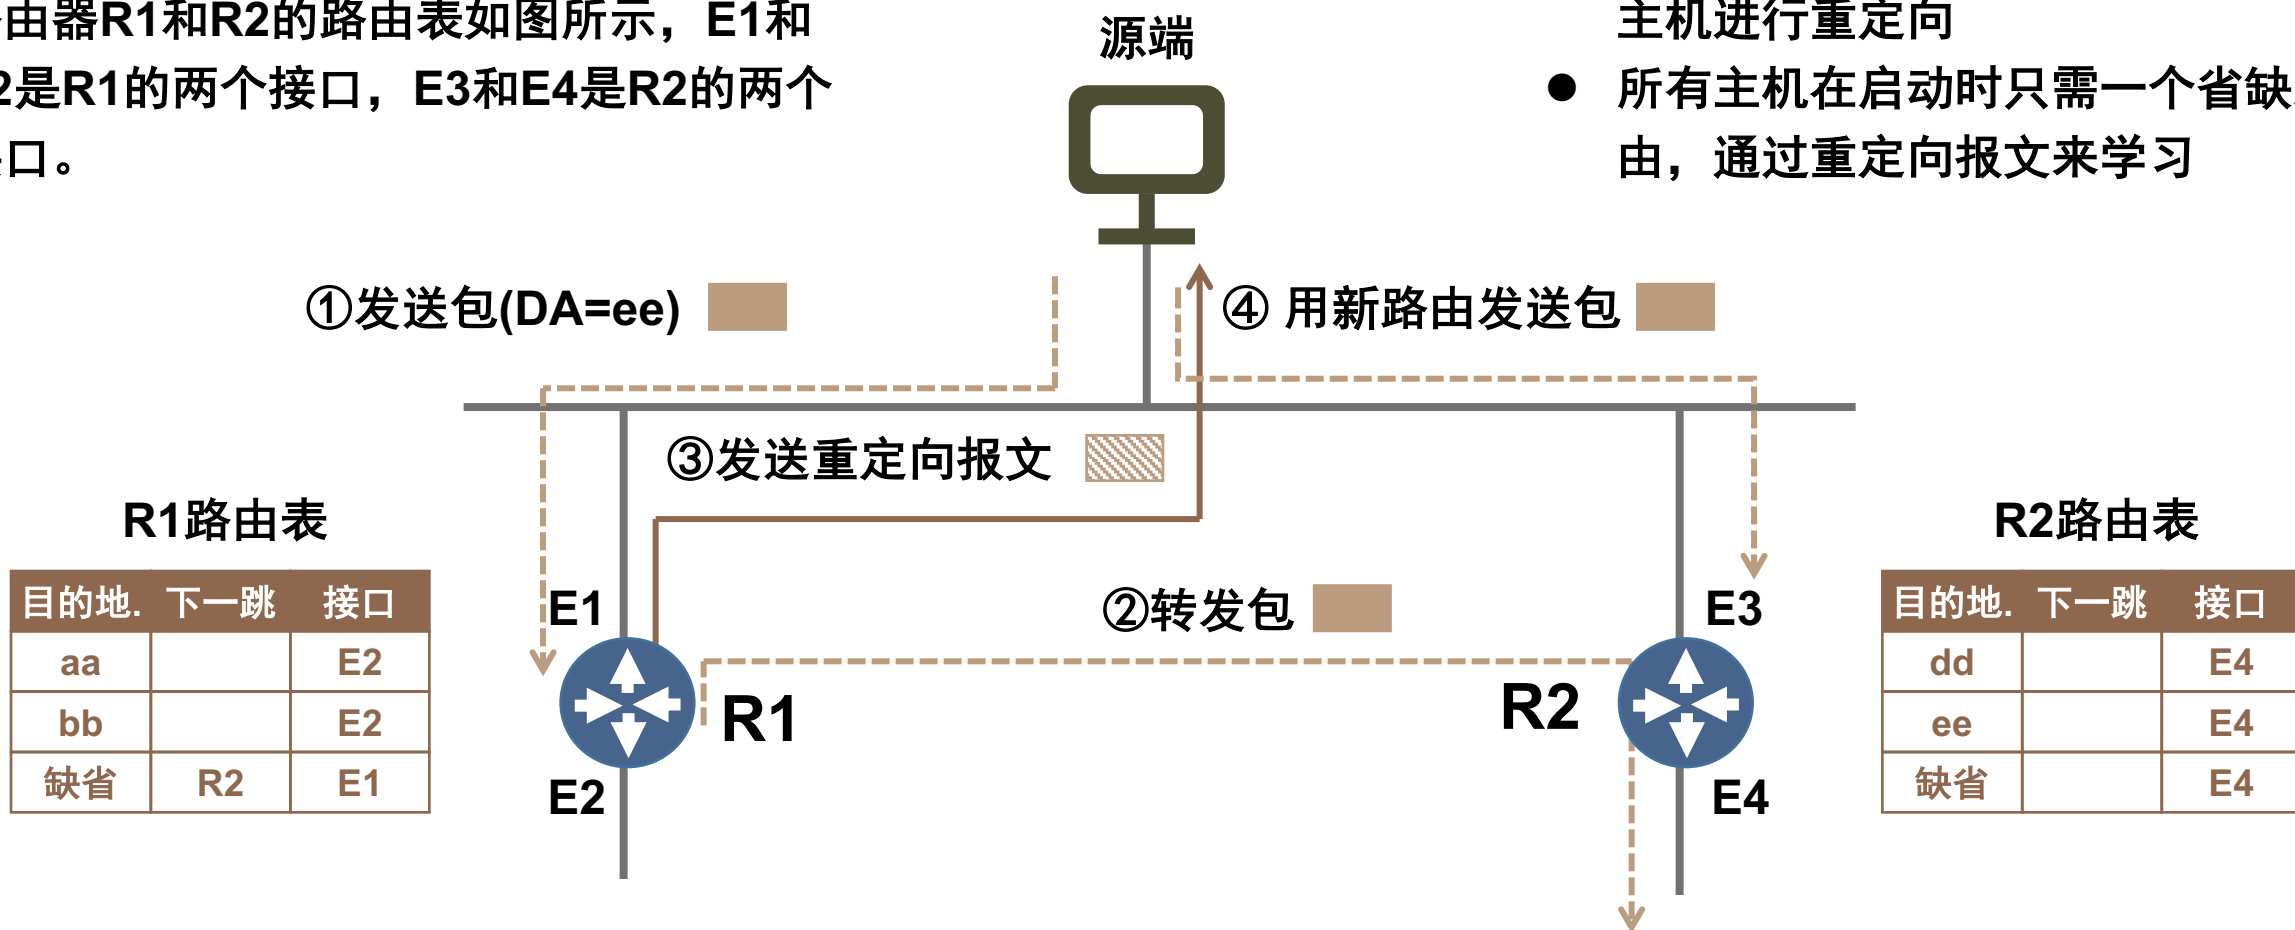 由器R1和R2的路由表如图所示，E1和
2是R1的两个接口，E3和E4是R2的两个
口。
源端
主机进行重定向
● 所有主机在启动时只需一个省缺
由，通过重定向报文来学习
①发送包(DA=ee)
④ 用新路由发送包
③发送重定向报文
②转发包
E1
E2
R1
R2
E3
E4
R1路由表
目的地. 下一跳 接口
aa E2
bb E2
缺省 R2 E1
R2路由表
目的地. 下一跳 接口
dd E4
ee E4
缺省 E4